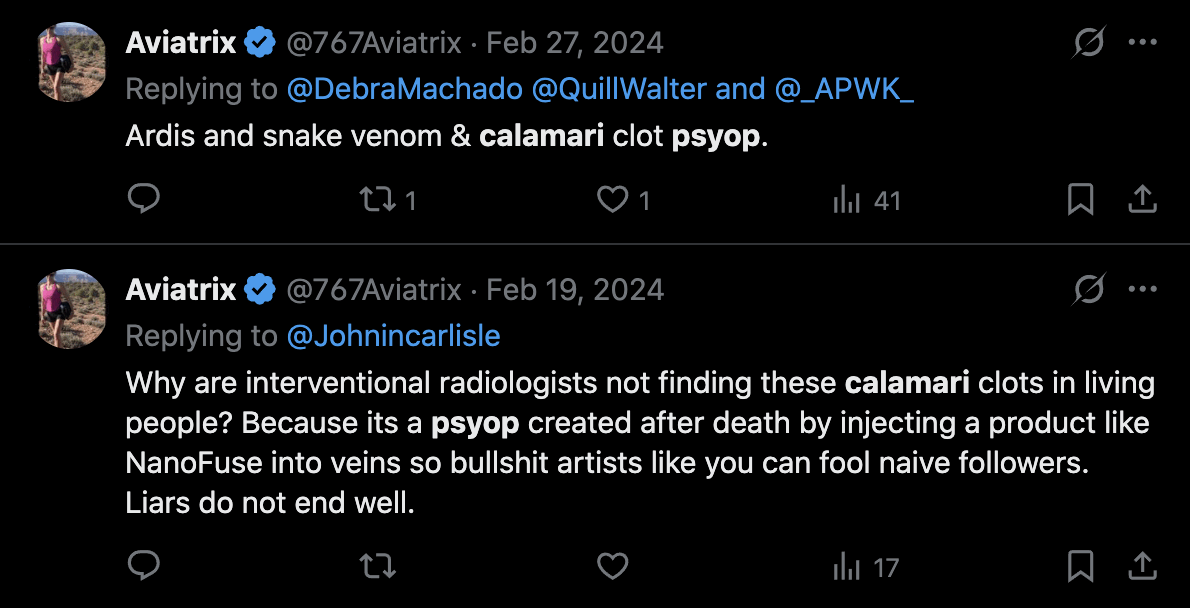 Aviatrix @767Aviatrix · Feb 27, 2024
Replying to @DebraMachado @QuillWalter and @_APWK_
Ardis and snake venom & calamari clot psyop.
1 1 41
Aviatrix @767Aviatrix · Feb 19, 2024
Replying to @Johnincarlisle
Why are interventional radiologists not finding these calamari clots in living
people? Because its a psyop created after death by injecting a product like
NanoFuse into veins so bullshit artists like you can fool naive followers.
Liars do not end well.
17